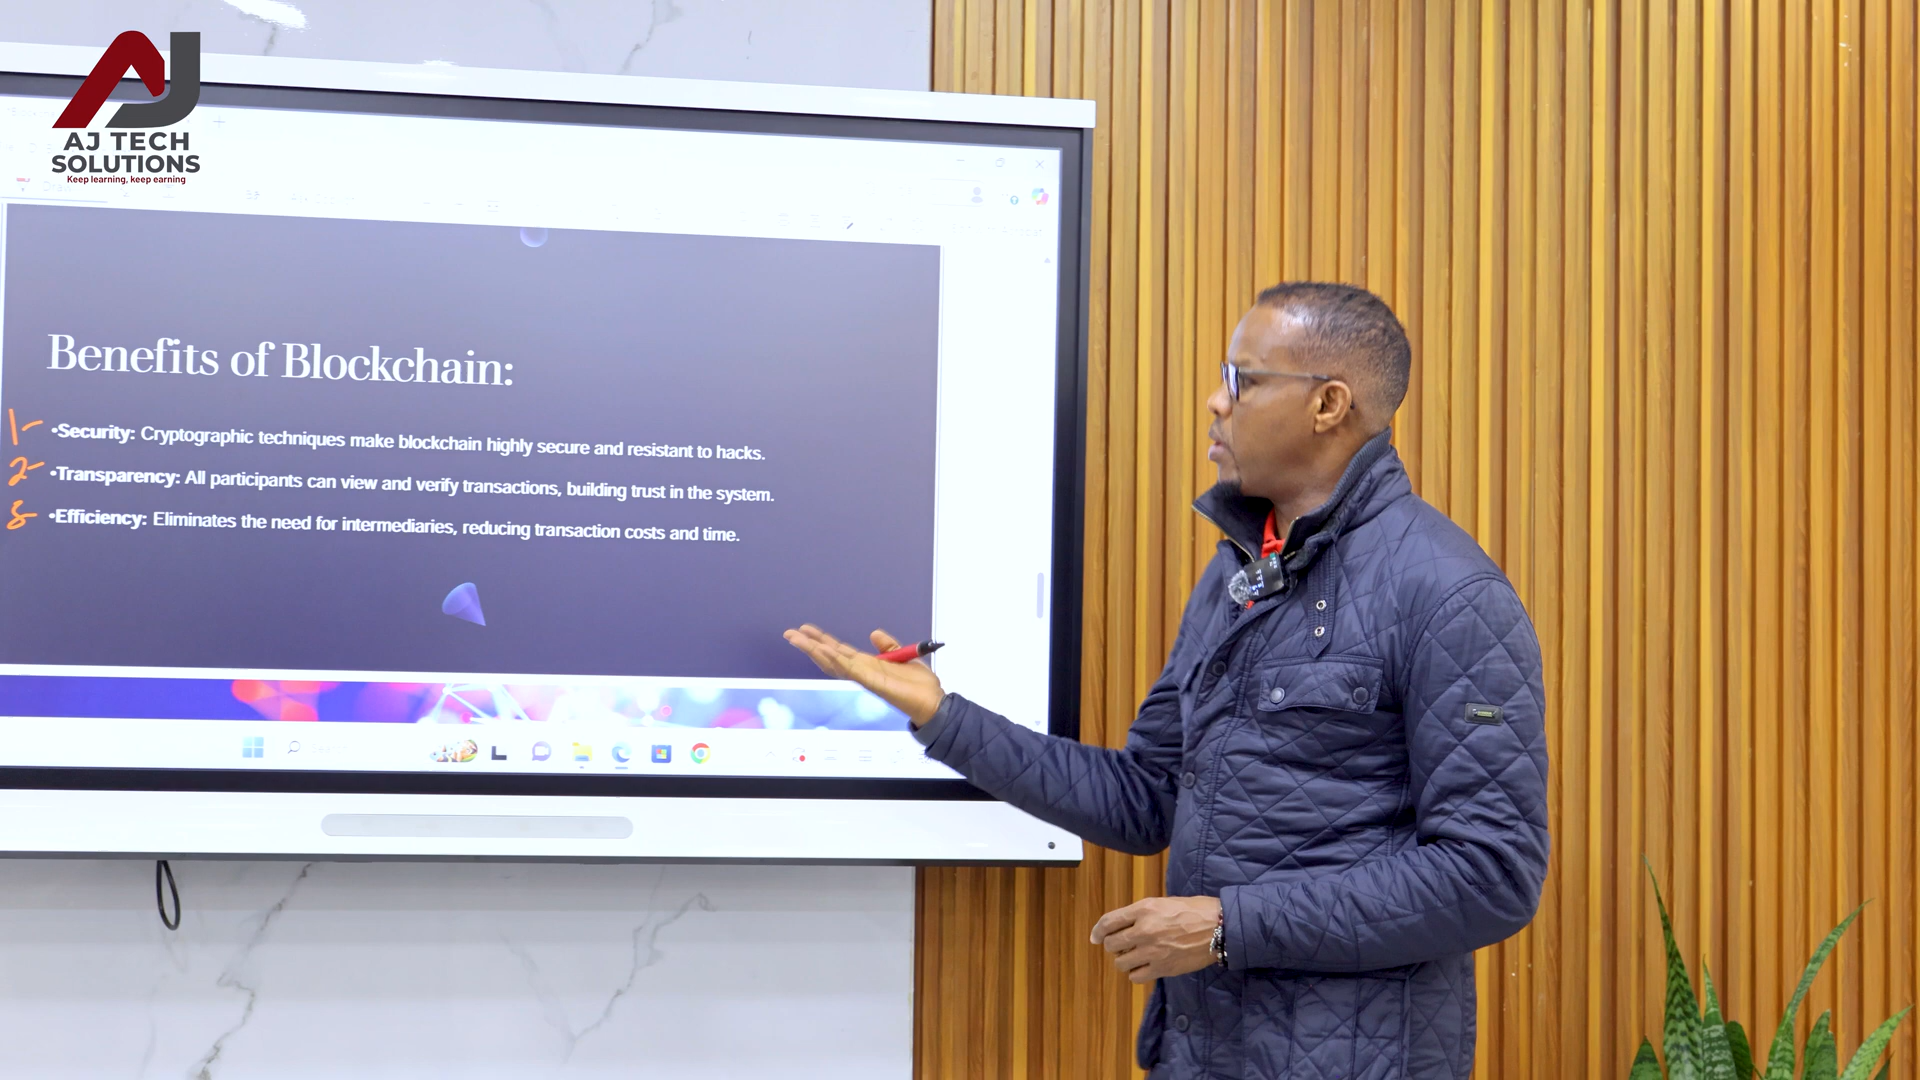 AJ TECH
SOLUTIONS
Keep learning, keep earning
Benefits of Blockchain:
1- •Security: Cryptographic techniques make blockchain highly secure and resistant to hacks.
2- •Transparency: All participants can view and verify transactions, building trust in the system.
3- •Efficiency: Eliminates the need for intermediaries, reducing transaction costs and time.
Search